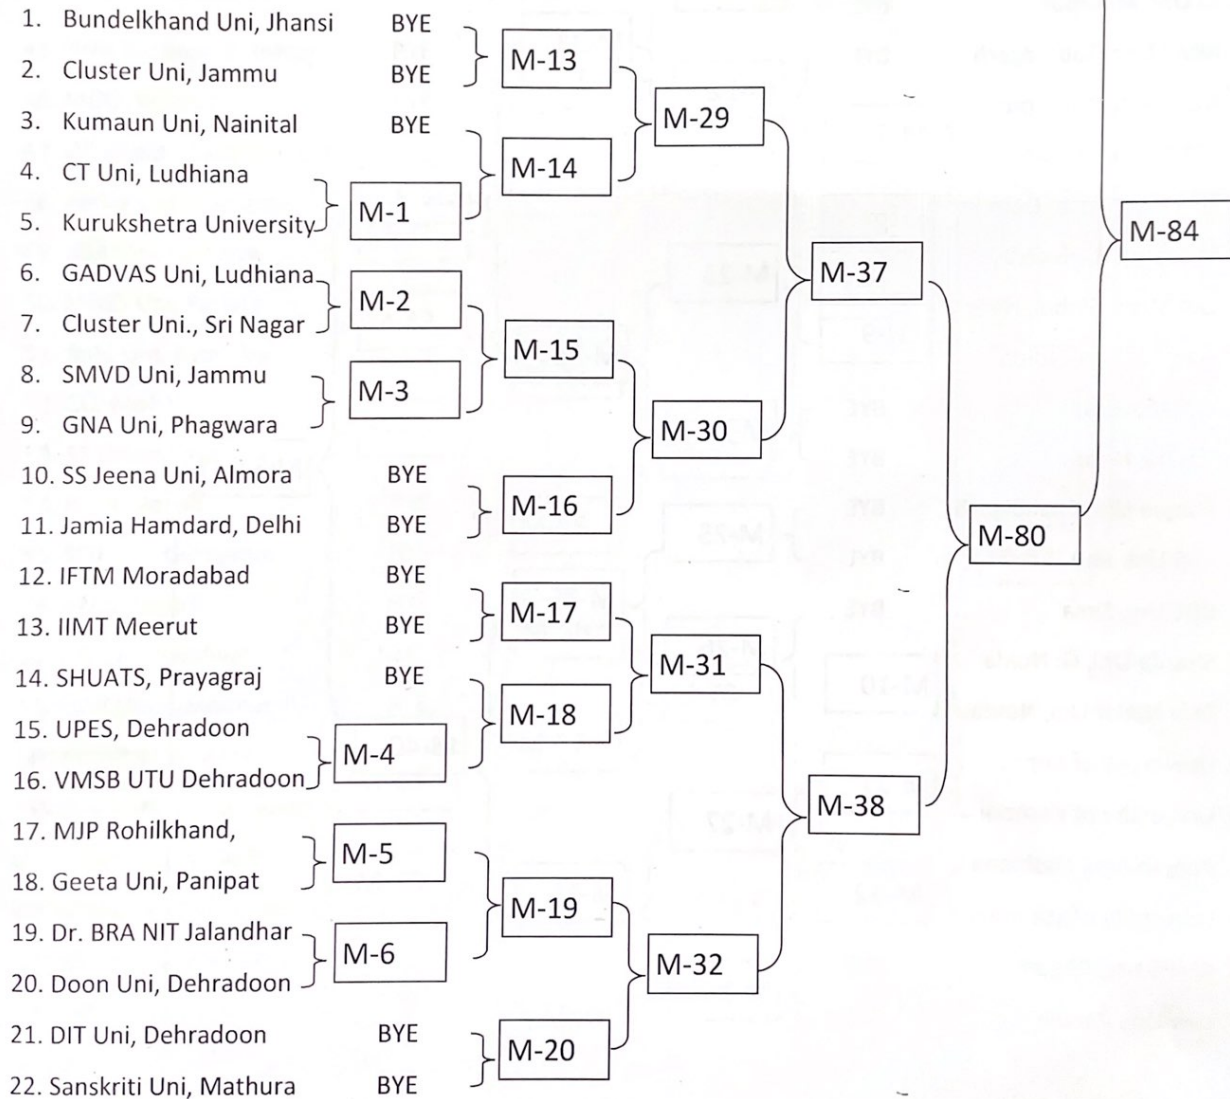 1. Bundelkhand Uni, Jhansi BYE
M-13
2. Cluster Uni, Jammu BYE
M-29
3. Kumaun Uni, Nainital BYE
M-14
4. CT Uni, Ludhiana
M-1
5. Kurukshetra University
M-84
6. GADVAS Uni, Ludhiana
M-37
M-2
7. Cluster Uni., Sri Nagar
M-15
8. SMVD Uni, Jammu
M-3
9. GNA Uni, Phagwara
M-30
10. SS Jeena Uni, Almora BYE
M-16
11. Jamia Hamdard, Delhi BYE
M-80
12. IFTM Moradabad BYE
M-17
13. IIMT Meerut BYE
M-31
14. SHUATS, Prayagraj BYE
M-18
15. UPES, Dehradoon
M-4
16. VMSB UTU Dehradoon
M-38
17. MJP Rohilkhand,
M-5
18. Geeta Uni, Panipat
M-19
19. Dr. BRA NIT Jalandhar
M-6
M-32
20. Doon Uni, Dehradoon
21. DIT Uni, Dehradoon BYE
M-20
22. Sanskriti Uni, Mathura BYE